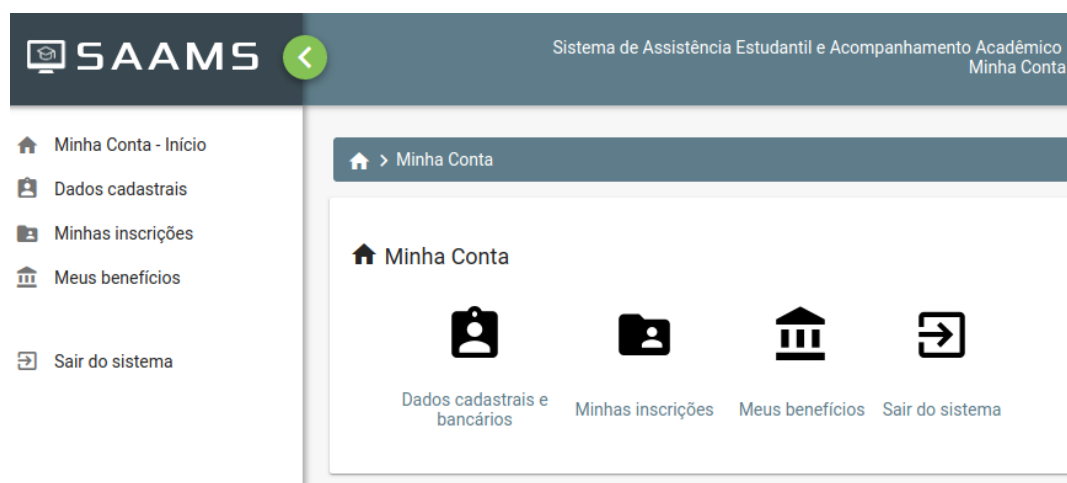 SAAMS
Sistema de Assistência Estudantil e Acompanhamento Acadêmico
Minha Conta
Minha Conta - Início
Dados cadastrais
Minhas inscrições
Meus benefícios
Sair do sistema
> Minha Conta
Minha Conta
Dados cadastrais e
bancários
Minhas inscrições
Meus benefícios
Sair do sistema